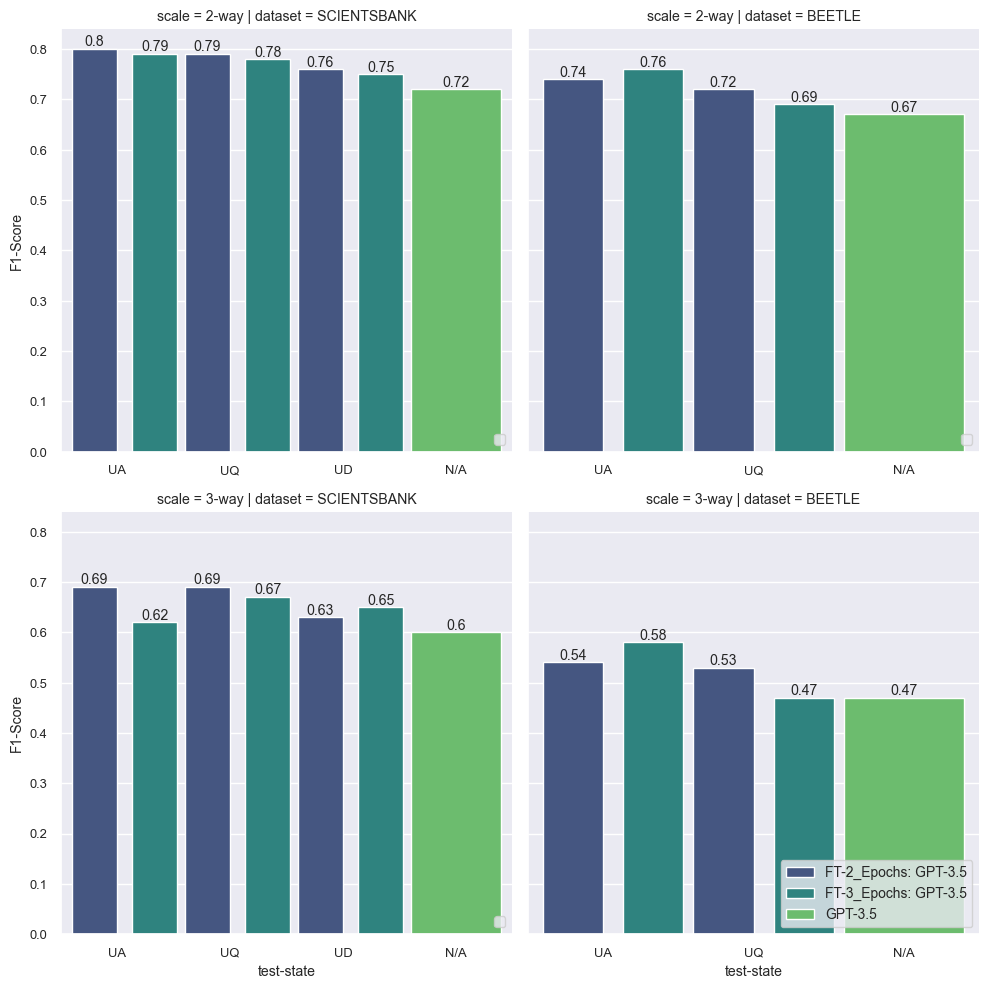 scale = 2-way | dataset = SCIENTSBANK
scale = 2-way | dataset = BEETLE
F1-Score
0.8
0.7
0.6
0.5
0.4
0.3
0.2
0.1
0.0
0.8
0.79
0.79
0.78
0.76
0.75
0.72
0.74
0.76
0.72
0.69
0.67
UA
UQ
UD
N/A
UA
UQ
N/A
scale = 3-way | dataset = SCIENTSBANK
scale = 3-way | dataset = BEETLE
F1-Score
0.8
0.7
0.6
0.5
0.4
0.3
0.2
0.1
0.0
0.69
0.62
0.69
0.67
0.63
0.65
0.6
0.54
0.58
0.53
0.47
0.47
FT-2_Epochs: GPT-3.5
FT-3_Epochs: GPT-3.5
GPT-3.5
UA
UQ
UD
N/A
UA
UQ
N/A
test-state
test-state